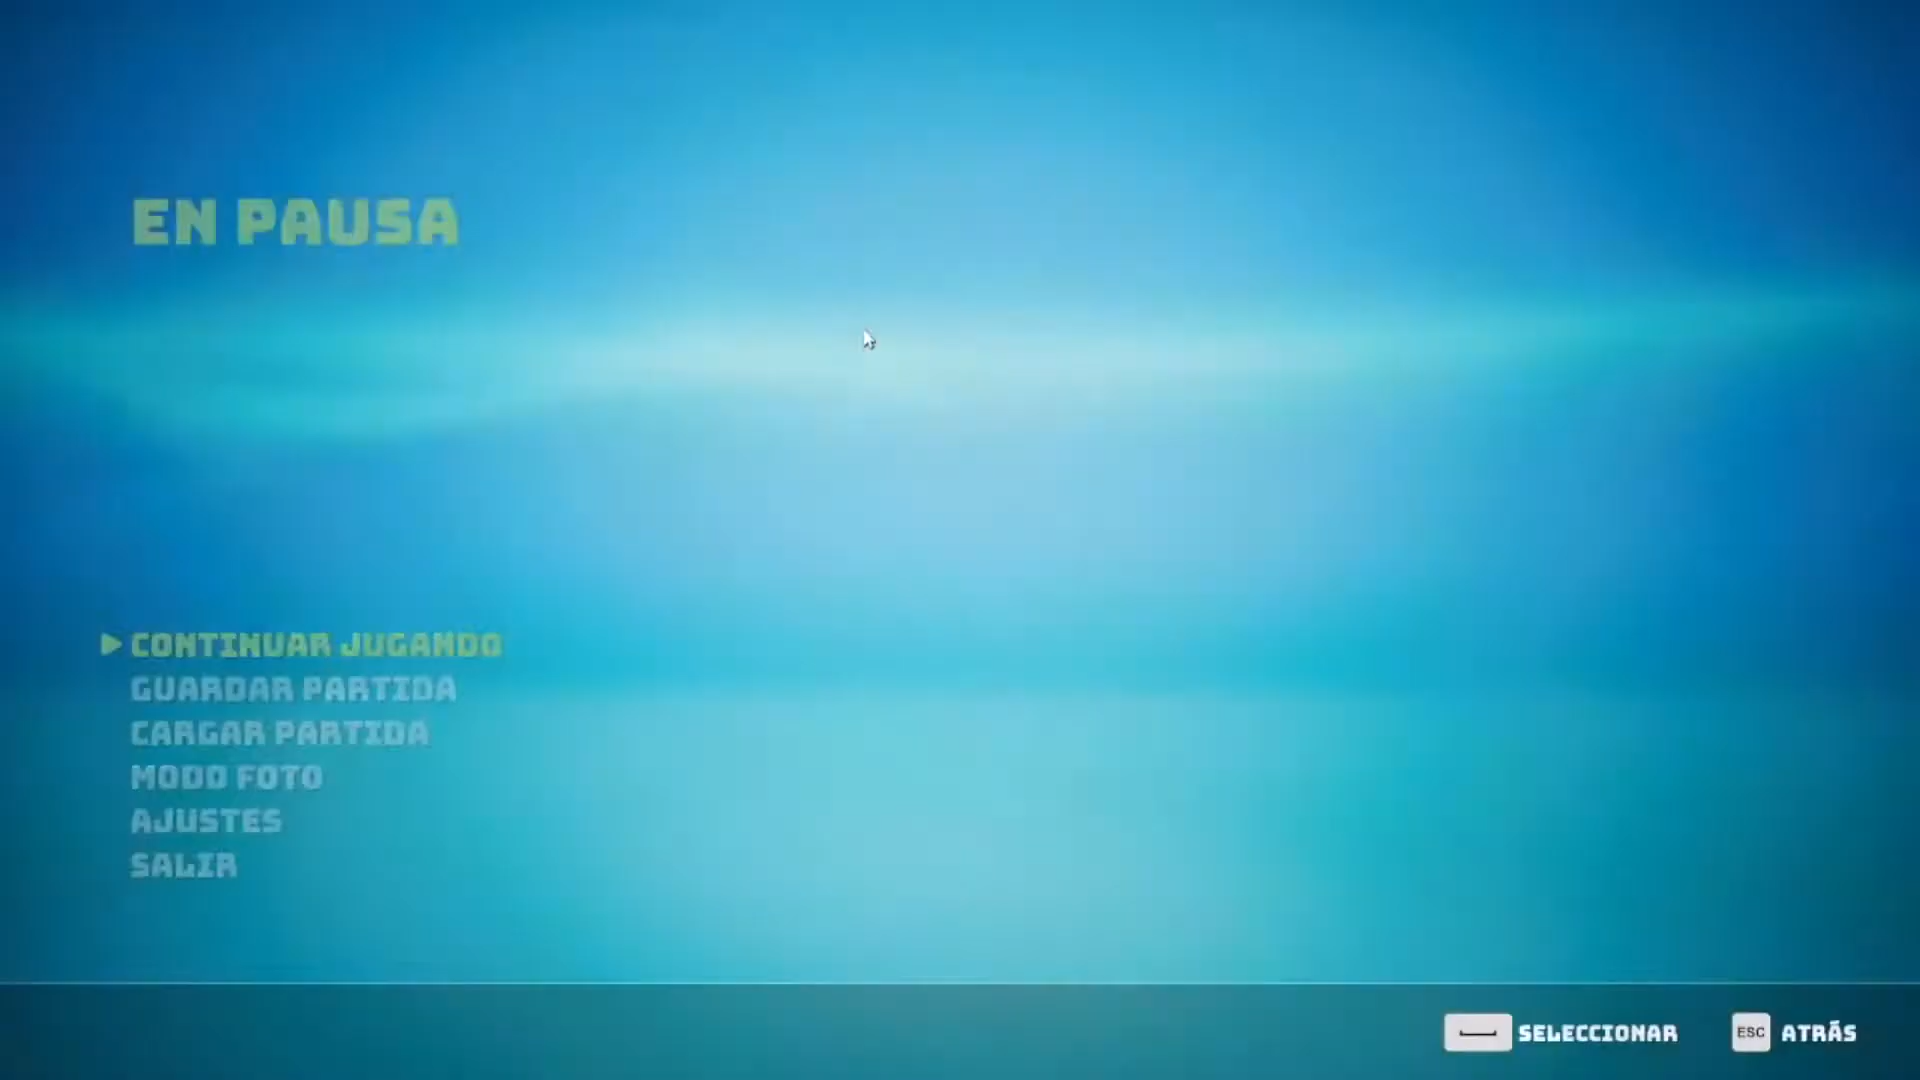 EN PAUSA
CONTINUAR JUGANDO
GUARDAR PARTIDA
CARGAR PARTIDA
MODO FOTO
AJUSTES
SALIR
SELECCIONAR
ESC ATRÁS